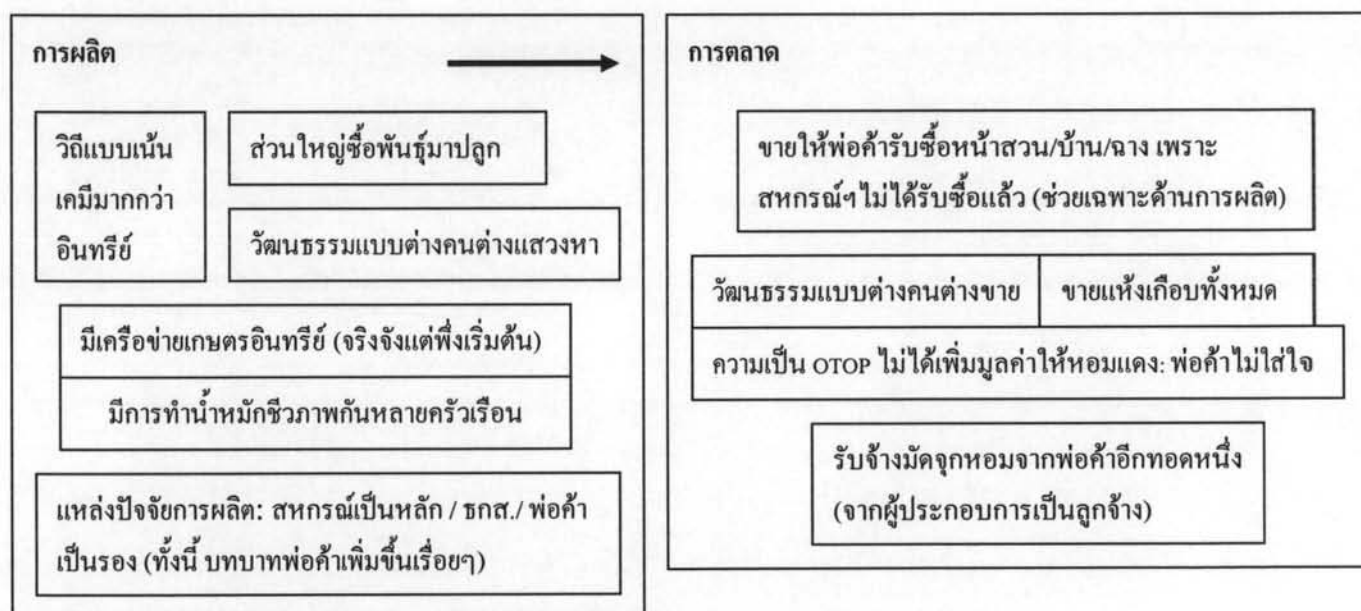 การผลิต
วิถีแบบเน้น
เคมีมากกว่า
อินทรีย์
ส่วนใหญ่ซื้อพันธุ์มาปลูก
วัฒนธรรมแบบต่างคนต่างแสวงหา
มีเครือข่ายเกษตรอินทรีย์ (จริงจังแต่พึ่งเริ่มต้น)
มีการทำน้ำหมักชีวภาพกันหลายครัวเรือน
แหล่งปัจจัยการผลิต: สหกรณ์เป็นหลัก / ธกส./ พ่อค้า
เป็นรอง (ทั้งนี้ บทบาทพ่อค้าเพิ่มขึ้นเรื่อยๆ)
การตลาด
ขายให้พ่อค้ารับซื้อหน้าสวน/บ้าน/ฉาง เพราะ
สหกรณ์ฯ ไม่ได้รับซื้อแล้ว (ช่วยเฉพาะด้านการผลิต)
วัฒนธรรมแบบต่างคนต่างขาย
ขายแห้งเกือบทั้งหมด
ความเป็น OTOP ไม่ได้เพิ่มมูลค่าให้หอมแดง: พ่อค้าไม่ใส่ใจ
รับจ้างมัดจุกหอมจากพ่อค้าอีกทอดหนึ่ง
(จากผู้ประกอบการเป็นลูกจ้าง)